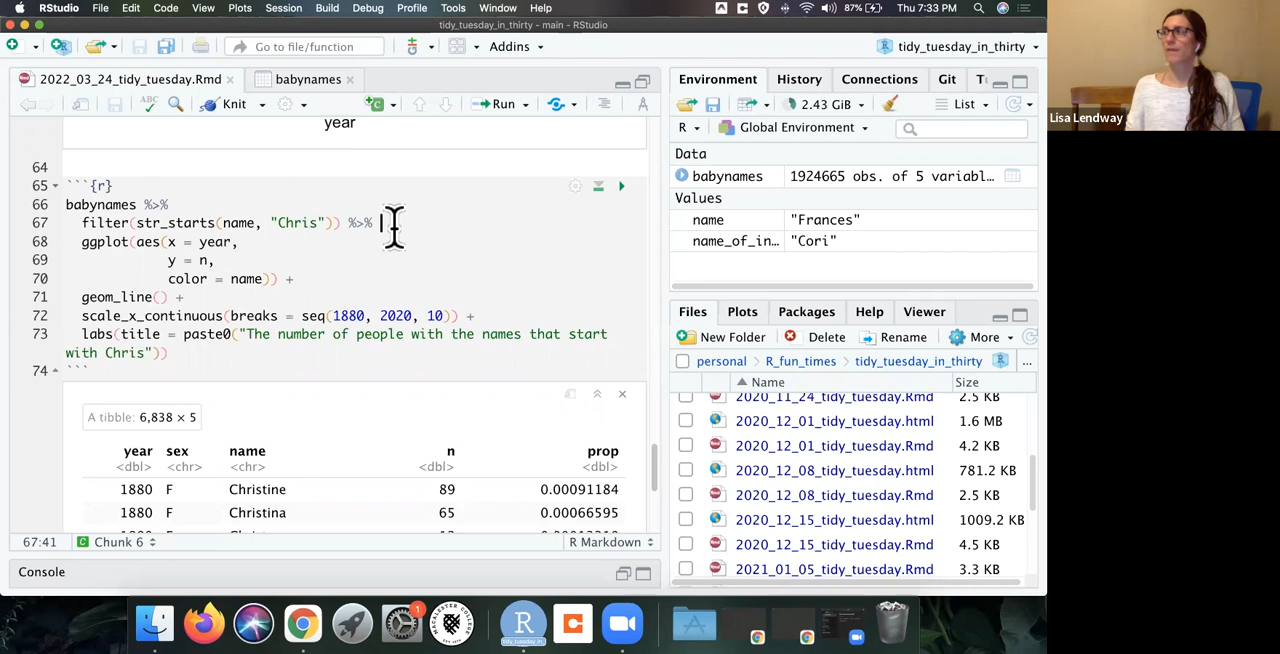 RStudio File Edit Code View Plots Session Build Debug Profile Tools Window Help 87% Thu 7:33 PM
tidy_tuesday_in_thirty - main - RStudio
Go to file/function Addins tidy_tuesday_in_thirty
2022_03_24_tidy_tuesday.Rmd babynames
ABC Knit Run
year
64
65 ```{r}
66 babynames %>%
67 filter(str_starts(name, "Chris")) %>%
68 ggplot(aes(x = year,
69 y = n,
70 color = name)) +
71 geom_line() +
72 scale_x_continuous(breaks = seq(1880, 2020, 10)) +
73 labs(title = paste0("The number of people with the names that start
with Chris"))
74 ```
A tibble: 6,838 × 5
year sex name n prop
<dbl> <chr> <chr> <dbl> <dbl>
1880 F Christine 89 0.00091184
1880 F Christina 65 0.00066595
67:41 Chunk 6 R Markdown
Console
Environment History Connections Git
2.43 GiB List
R Global Environment
Data
babynames 1924665 obs. of 5 variabl…
Values
name "Frances"
name_of_in… "Cori"
Files Plots Packages Help Viewer
New Folder Delete Rename More
personal R_fun_times tidy_tuesday_in_thirty ...
Name Size
2020_11_24_tidy_tuesday.Rmd 2.5 KB
2020_12_01_tidy_tuesday.html 1.6 MB
2020_12_01_tidy_tuesday.Rmd 4.2 KB
2020_12_08_tidy_tuesday.html 781.2 KB
2020_12_08_tidy_tuesday.Rmd 2.5 KB
2020_12_15_tidy_tuesday.html 1009.2 KB
2020_12_15_tidy_tuesday.Rmd 4.5 KB
2021_01_05_tidy_tuesday.Rmd 3.3 KB
Lisa Lendway
1